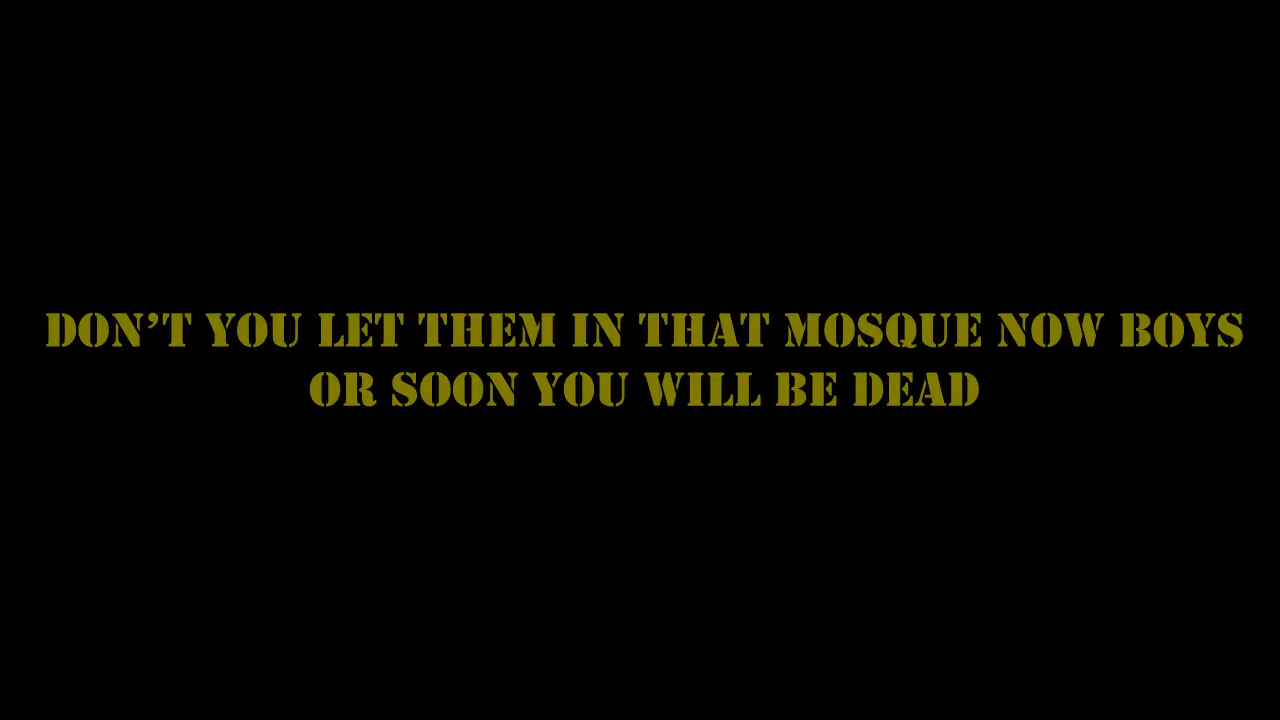 DON’T YOU LET THEM IN THAT MOSQUE NOW BOYS
OR SOON YOU WILL BE DEAD